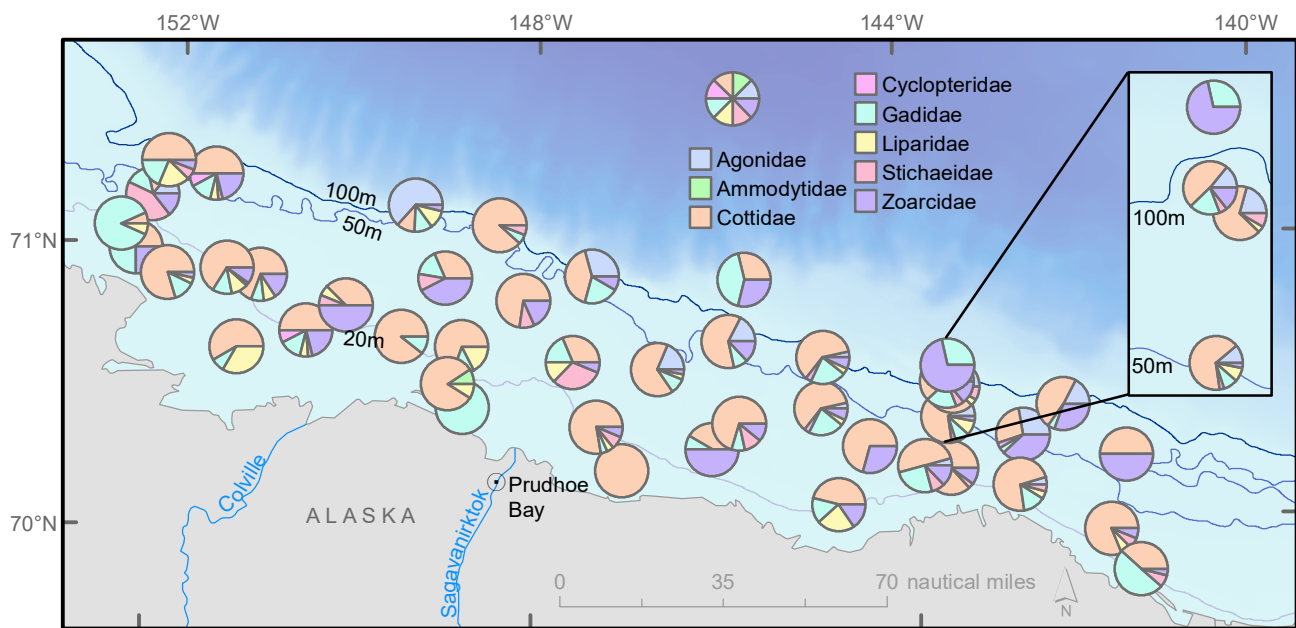 152°W
148°W
144°W
140°W
Cyclopteridae
Gadidae
Liparidae
Stichaeidae
Zoarcidae
Agonidae
Ammodytidae
Cottidae
100m
50m
100m
50m
20m
71°N
70°N
Colville
ALASKA
Sagavanirktok
Prudhoe
Bay
0
35
70 nautical miles
N